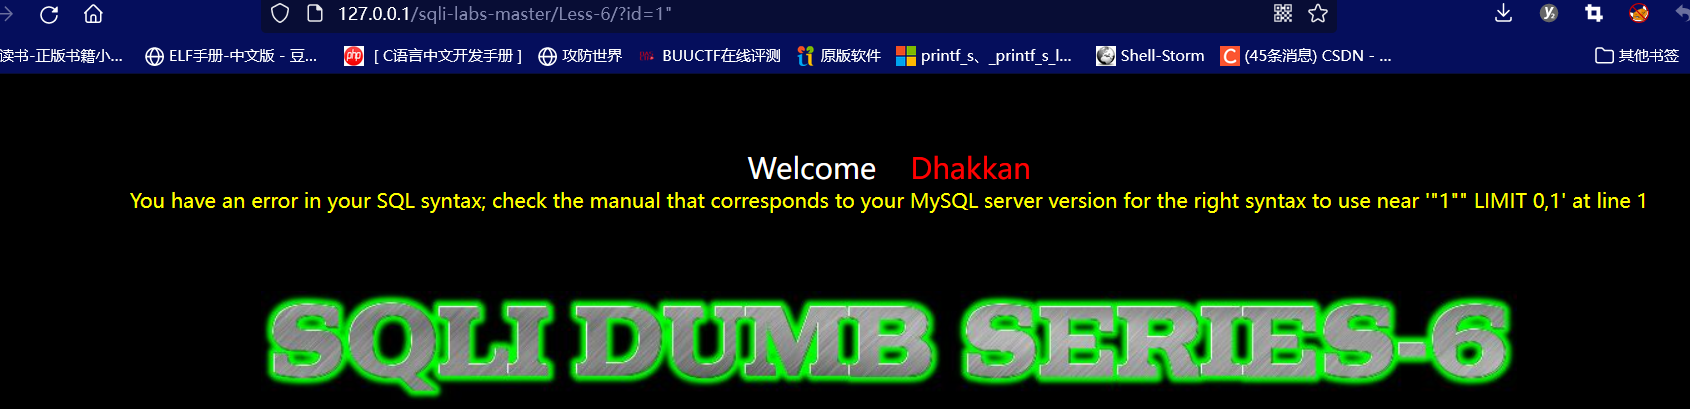 127.0.0.1/sqli-labs-master/Less-6/?id=1"
读书-正版书籍小... ELF手册-中文版 - 豆... php [ C语言中文开发手册 ] 攻防世界 BUUCTF在线评测 原版软件 printf_s、_printf_s_l... Shell-Storm C (45条消息) CSDN - ... 其他书签
Welcome Dhakkan
You have an error in your SQL syntax; check the manual that corresponds to your MySQL server version for the right syntax to use near '"1"" LIMIT 0,1' at line 1
SQLI DUMB SERIES-6